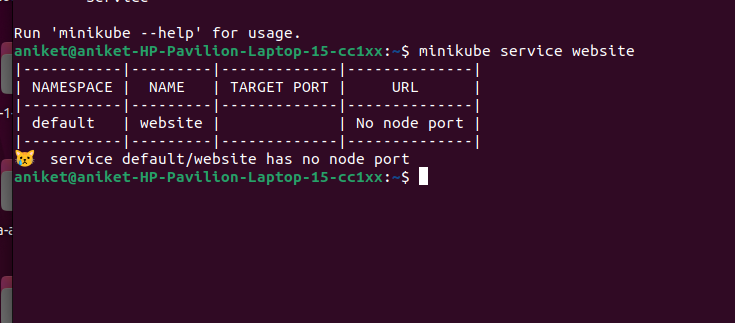 service
Run 'minikube --help' for usage.
aniket@aniket-HP-Pavilion-Laptop-15-cc1xx:~$ minikube service website
|-----------|---------|-------------|--------------|
| NAMESPACE |  NAME   | TARGET PORT |     URL      |
|-----------|---------|-------------|--------------|
| default   | website |             | No node port |
|-----------|---------|-------------|--------------|
😿  service default/website has no node port
aniket@aniket-HP-Pavilion-Laptop-15-cc1xx:~$